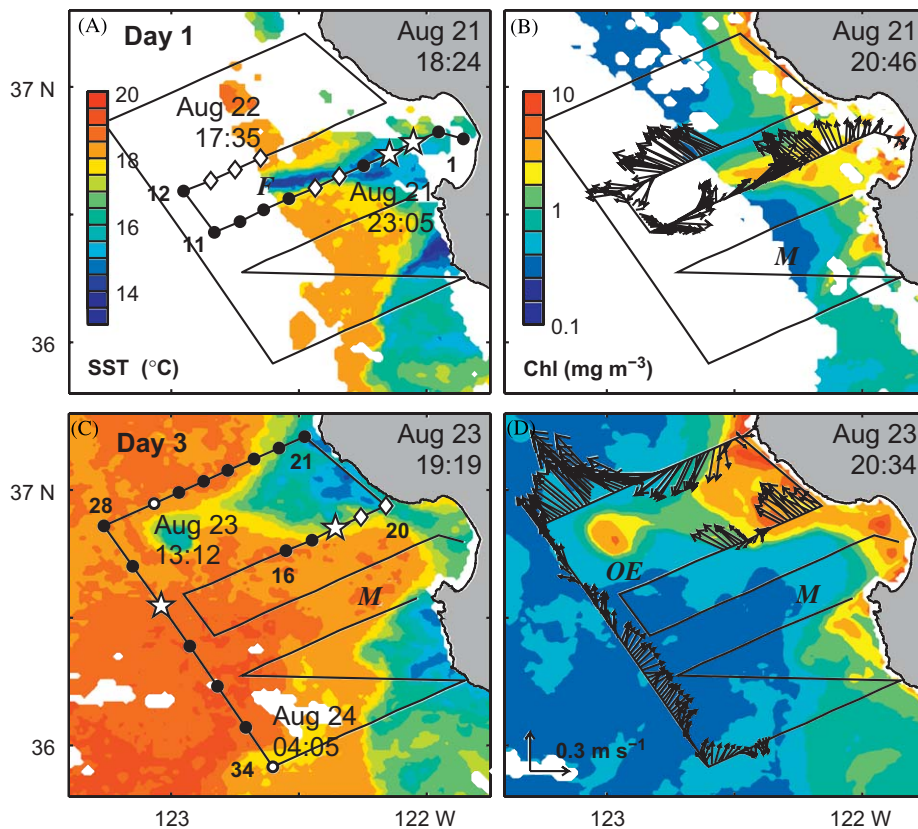 (A) Day 1 Aug 21
18:24
37 N
20
18
16
14
Aug 22
17:35
F
12
11
1
Aug 21
23:05
36
SST (°C)
(B) Aug 21
20:46
10
1
0.1
M
Chl (mg m⁻³)
(C) Day 3 Aug 23
19:19
37 N
21
28
Aug 23
13:12
20
16
M
Aug 24
04:05
34
36
123
122 W
(D) Aug 23
20:34
OE
M
0.3 m s⁻¹
123
122 W